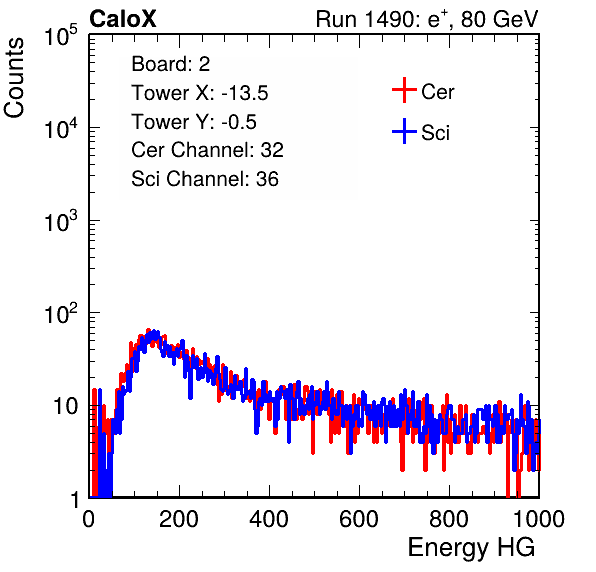 CaloX Run 1490: e⁺, 80 GeV
Counts
10⁵
10⁴
10³
10²
10
1
Board: 2
Tower X: -13.5
Tower Y: -0.5
Cer Channel: 32
Sci Channel: 36
Cer
Sci
0 200 400 600 800 1000
Energy HG